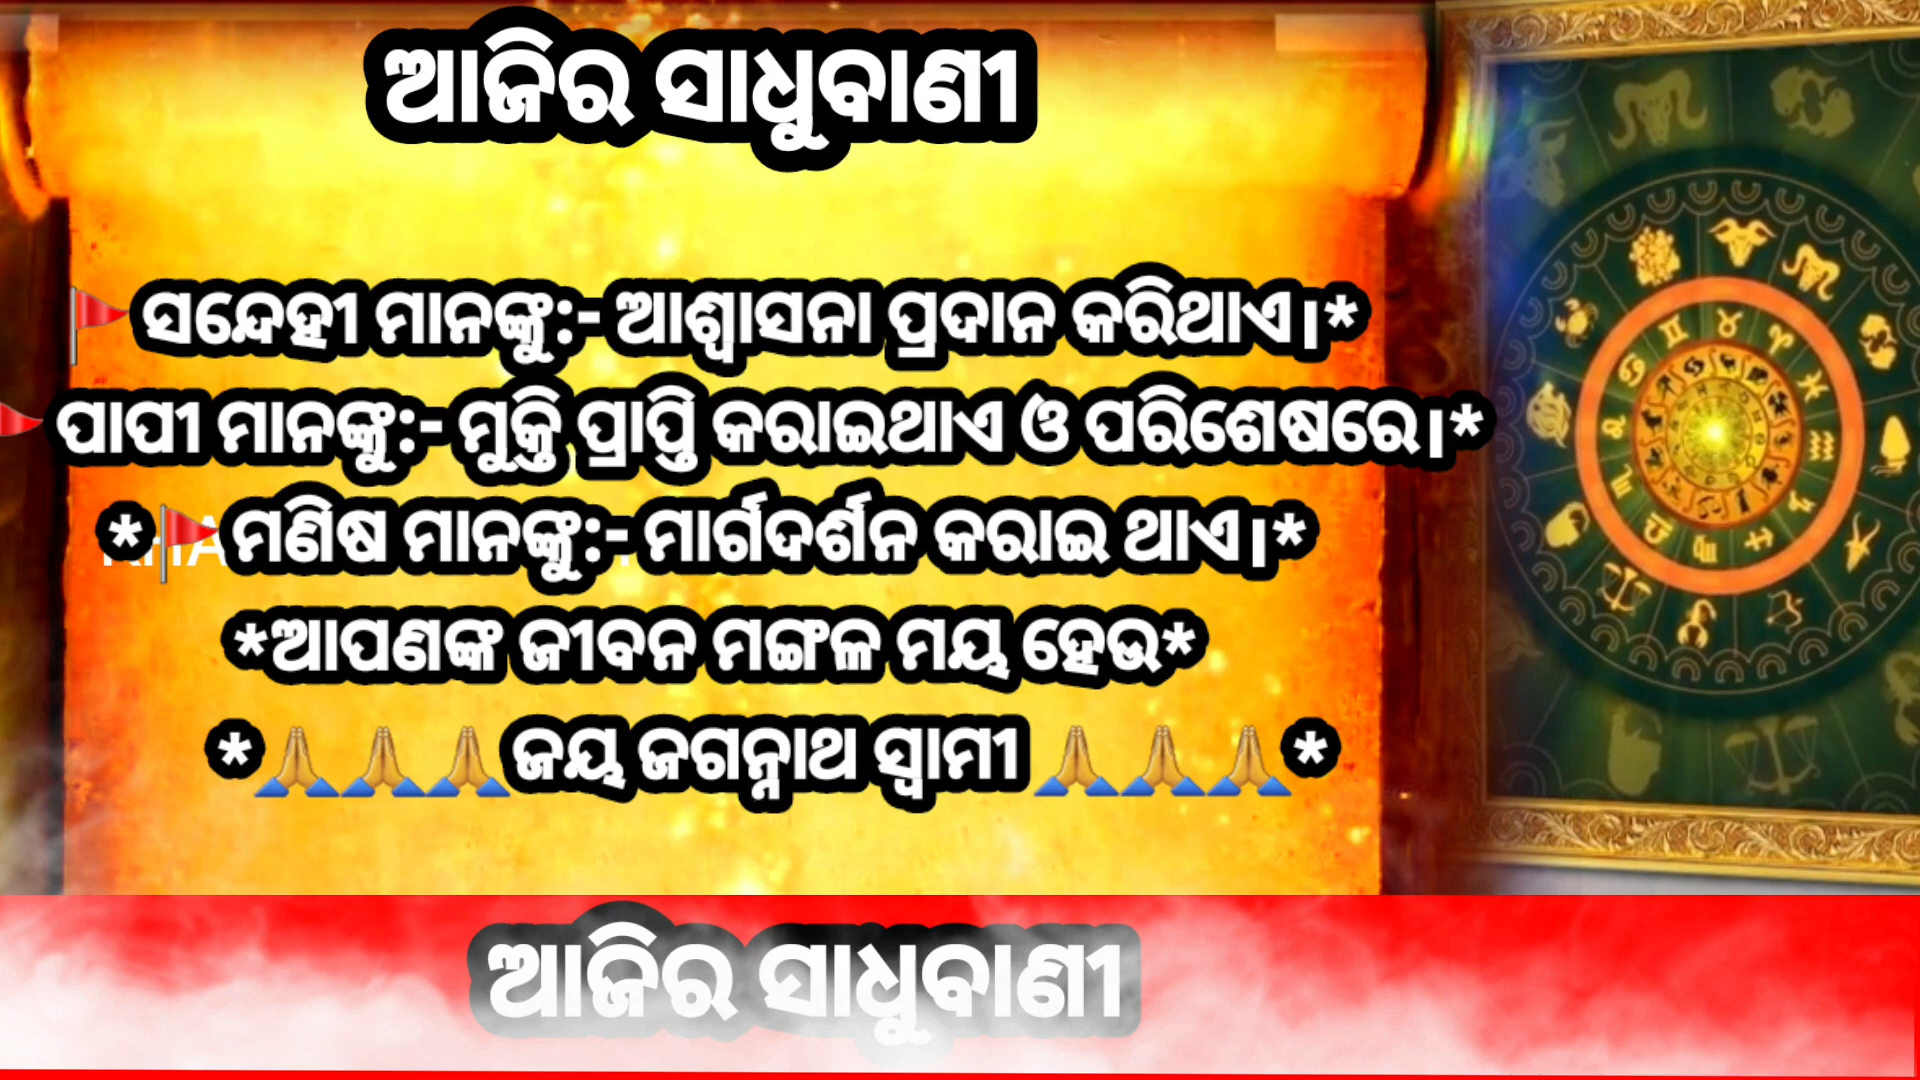 ଆଜିର ସାଧୁବାଣୀ
🚩ସନ୍ଦେହୀ ମାନଙ୍କୁ:- ଆଶ୍ୱାସନା ପ୍ରଦାନ କରିଥାଏ।*
🚩ପାପୀ ମାନଙ୍କୁ:- ମୁକ୍ତି ପ୍ରାପ୍ତି କରାଇଥାଏ ଓ ପରିଶେଷରେ।*
*🚩ମଣିଷ ମାନଙ୍କୁ:- ମାର୍ଗଦର୍ଶନ କରାଇ ଥାଏ।*
*ଆପଣଙ୍କ ଜୀବନ ମଙ୍ଗଳ ମୟ ହେଉ*
*🙏🙏🙏ଜୟ ଜଗନ୍ନାଥ ସ୍ୱାମୀ 🙏🙏🙏*
ଆଜିର ସାଧୁବାଣୀ